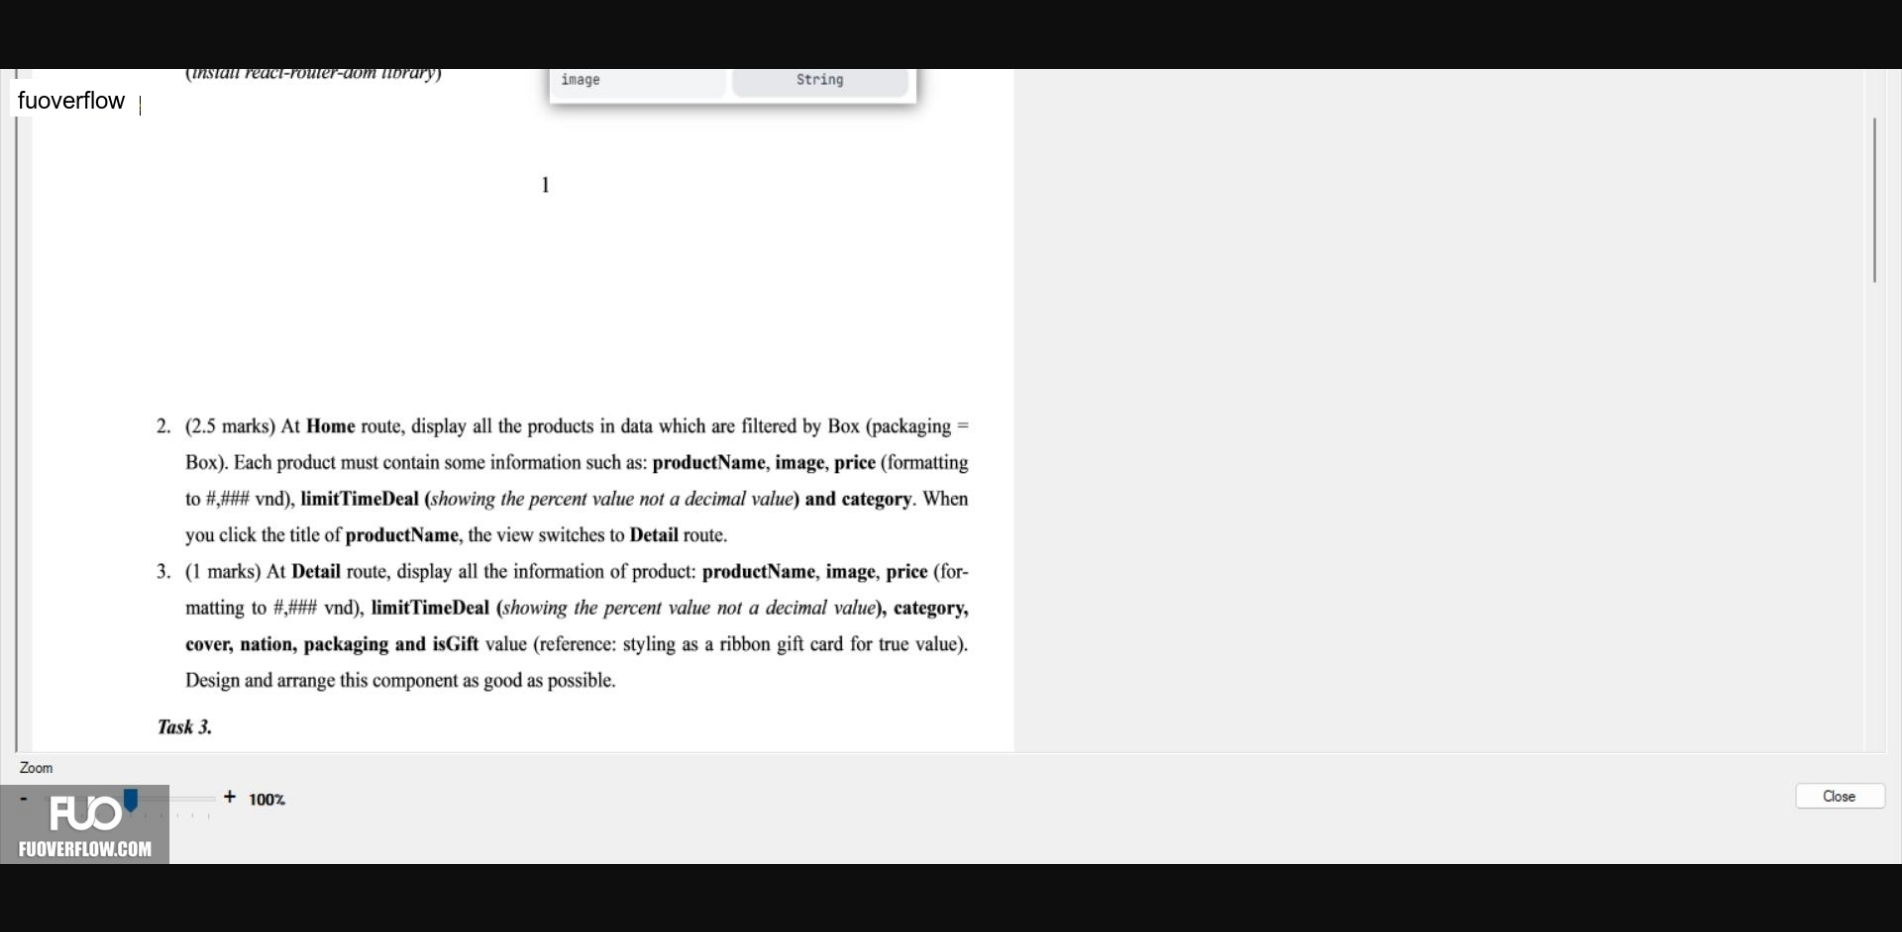 (install react-router-dom library)
image String
fuoverflow
1
2. (2.5 marks) At Home route, display all the products in data which are filtered by Box (packaging =
Box). Each product must contain some information such as: productName, image, price (formatting
to #,### vnd), limitTimeDeal (showing the percent value not a decimal value) and category. When
you click the title of productName, the view switches to Detail route.
3. (1 marks) At Detail route, display all the information of product: productName, image, price (for-
matting to #,### vnd), limitTimeDeal (showing the percent value not a decimal value), category,
cover, nation, packaging and isGift value (reference: styling as a ribbon gift card for true value).
Design and arrange this component as good as possible.
Task 3.
Zoom
- + 100%
Close
FUO
FUOVERFLOW.COM